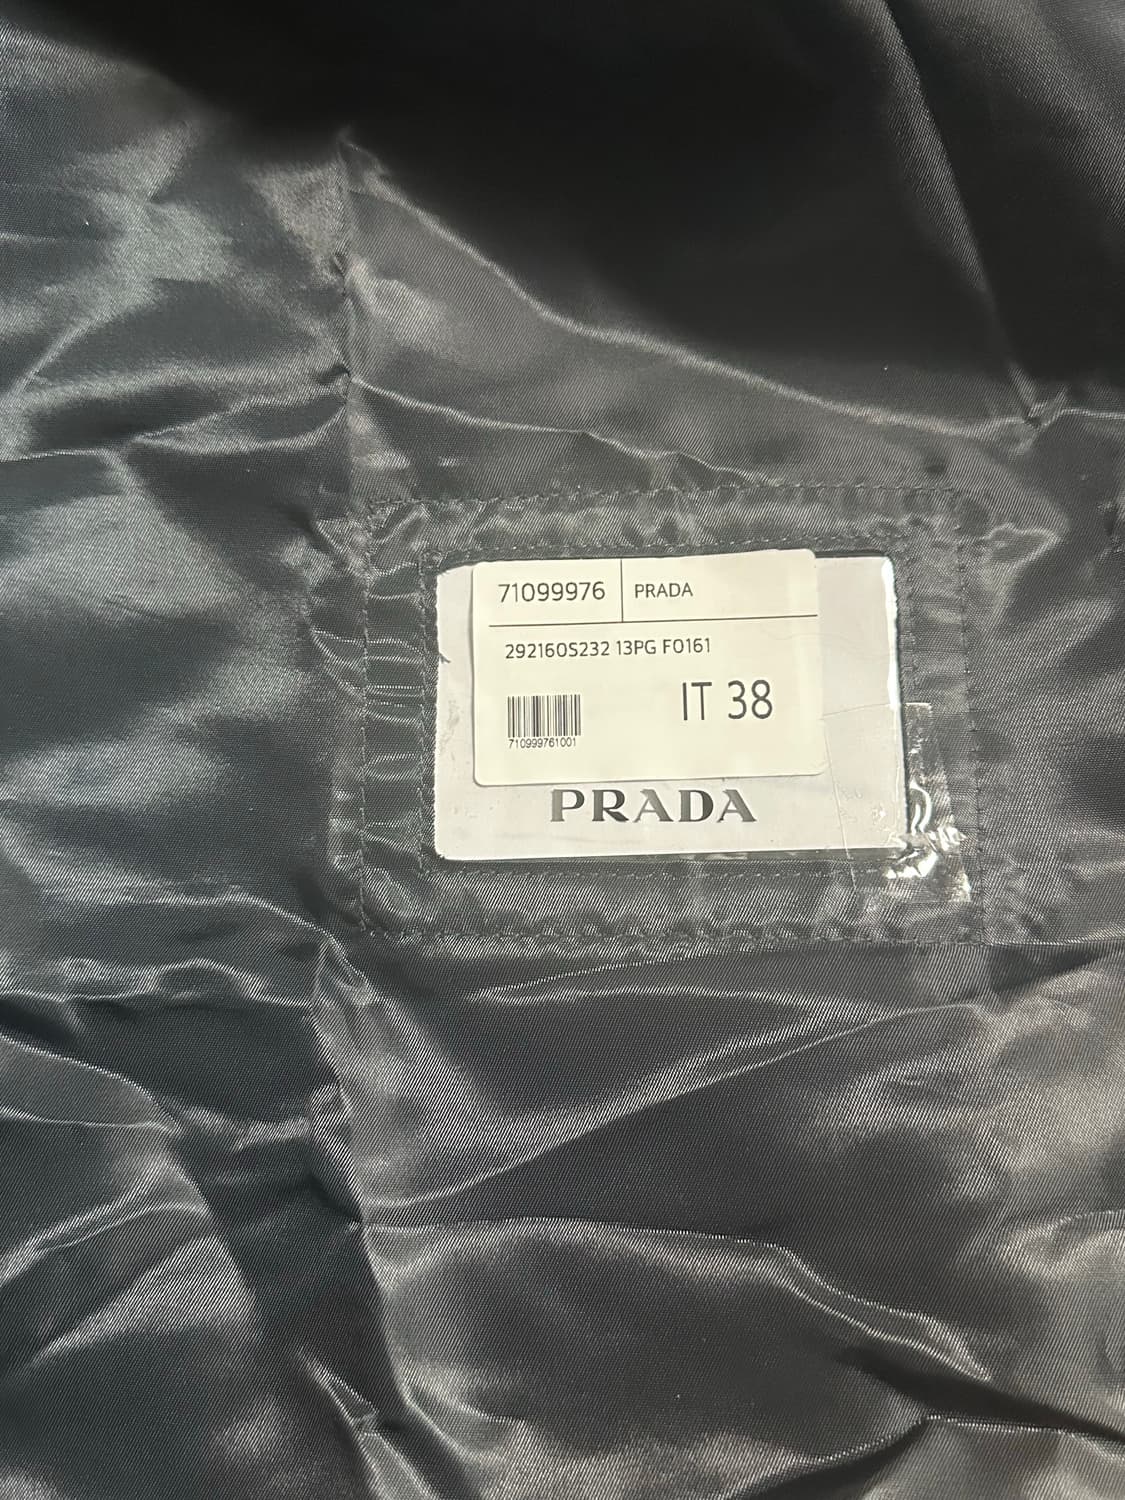 71099976 PRADA
292160S232 13PG F0161
IT 38
710999761001
PRADA